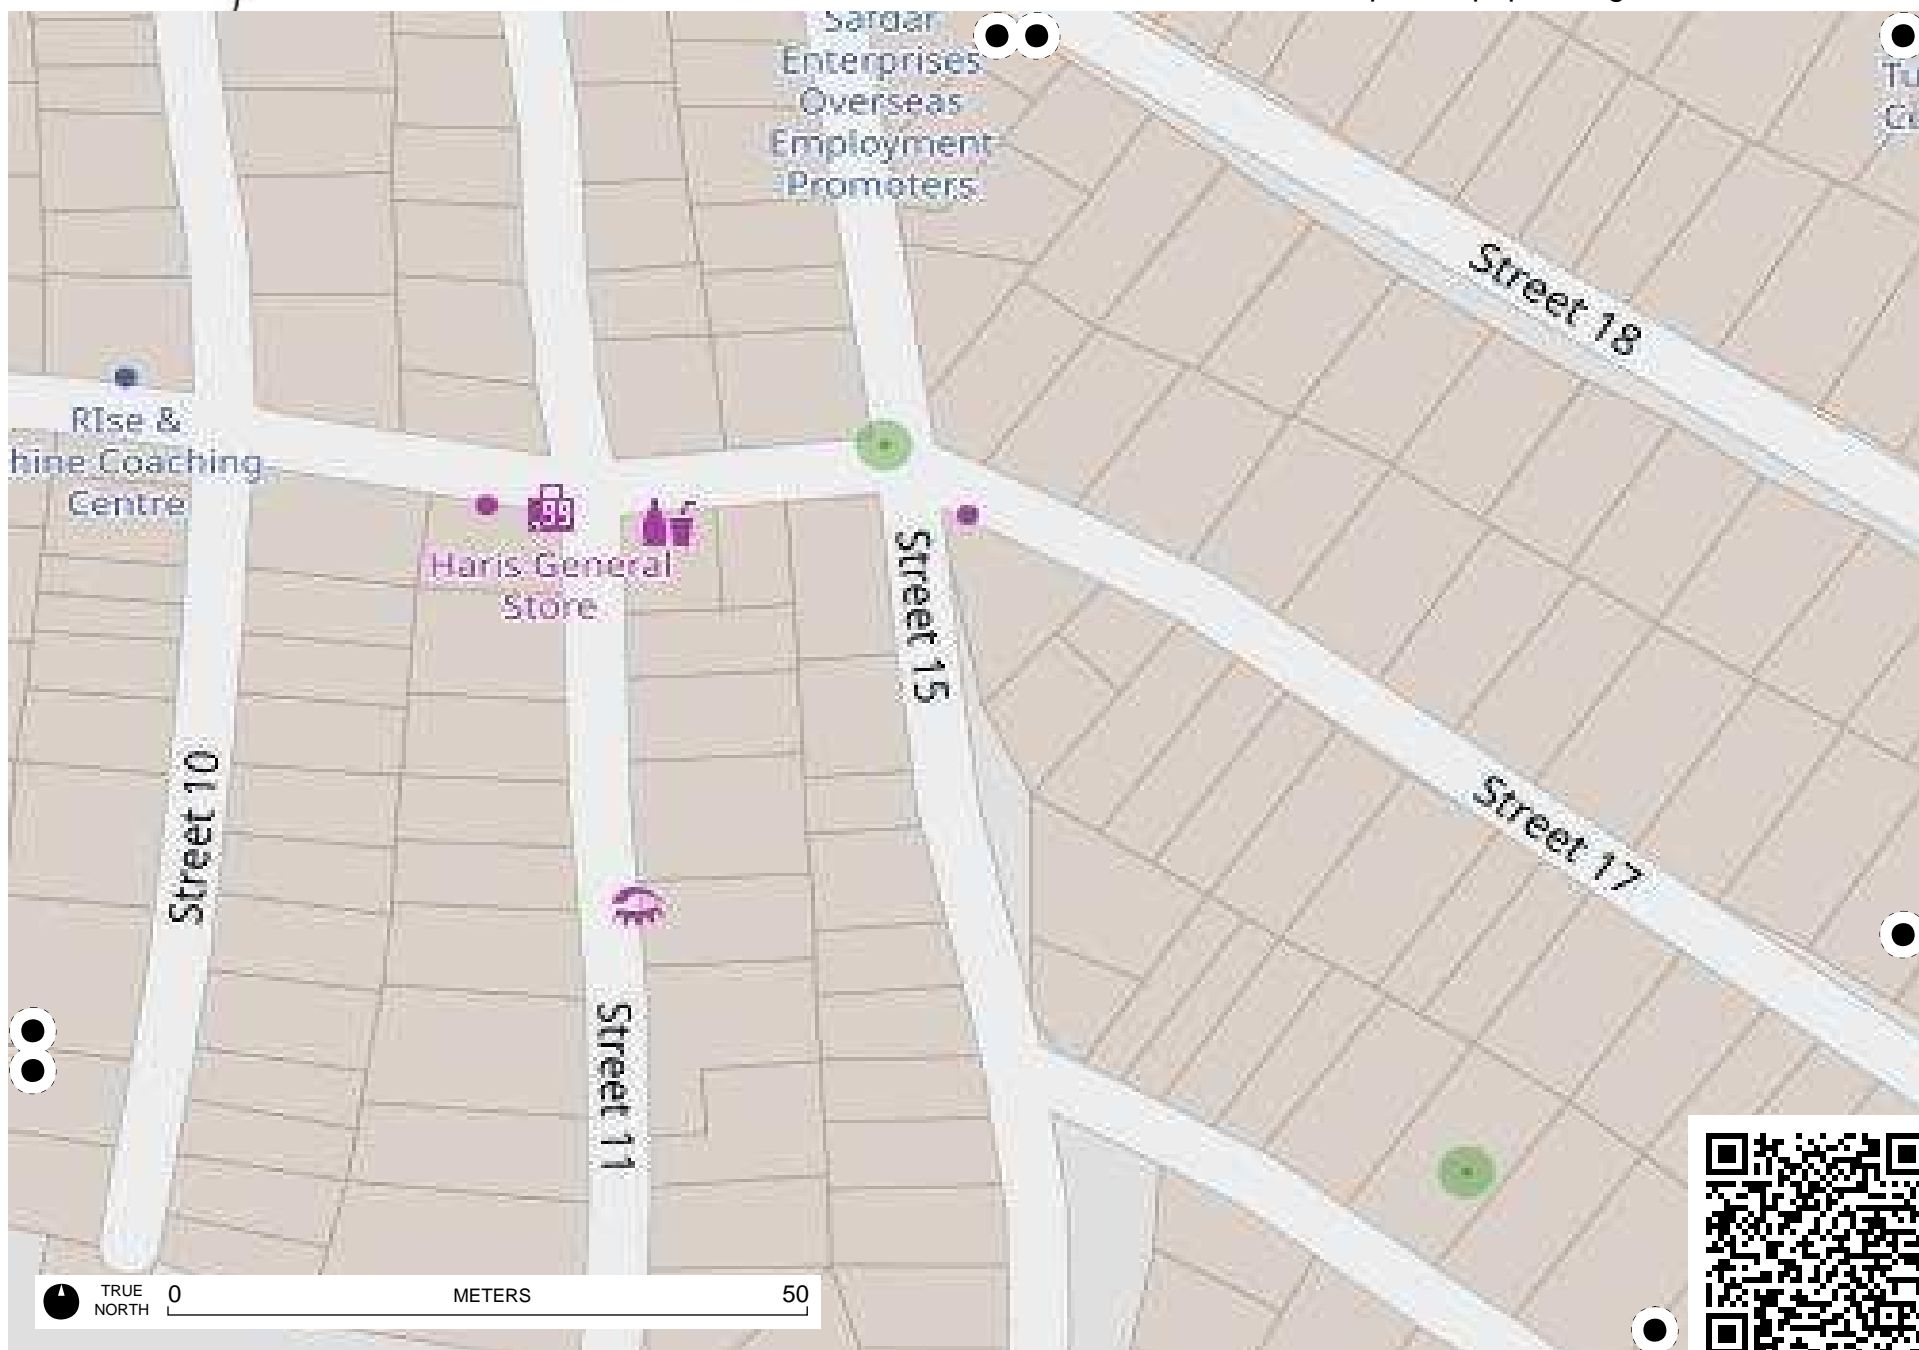 Sardar
Enterprises
Overseas
Employment
Promoters
Street 18
RIse &
hine Coaching
Centre
.99
Haris General
Store
Street 15
Street 10
Street 17
Street 11
TRUE
NORTH
0
METERS
50